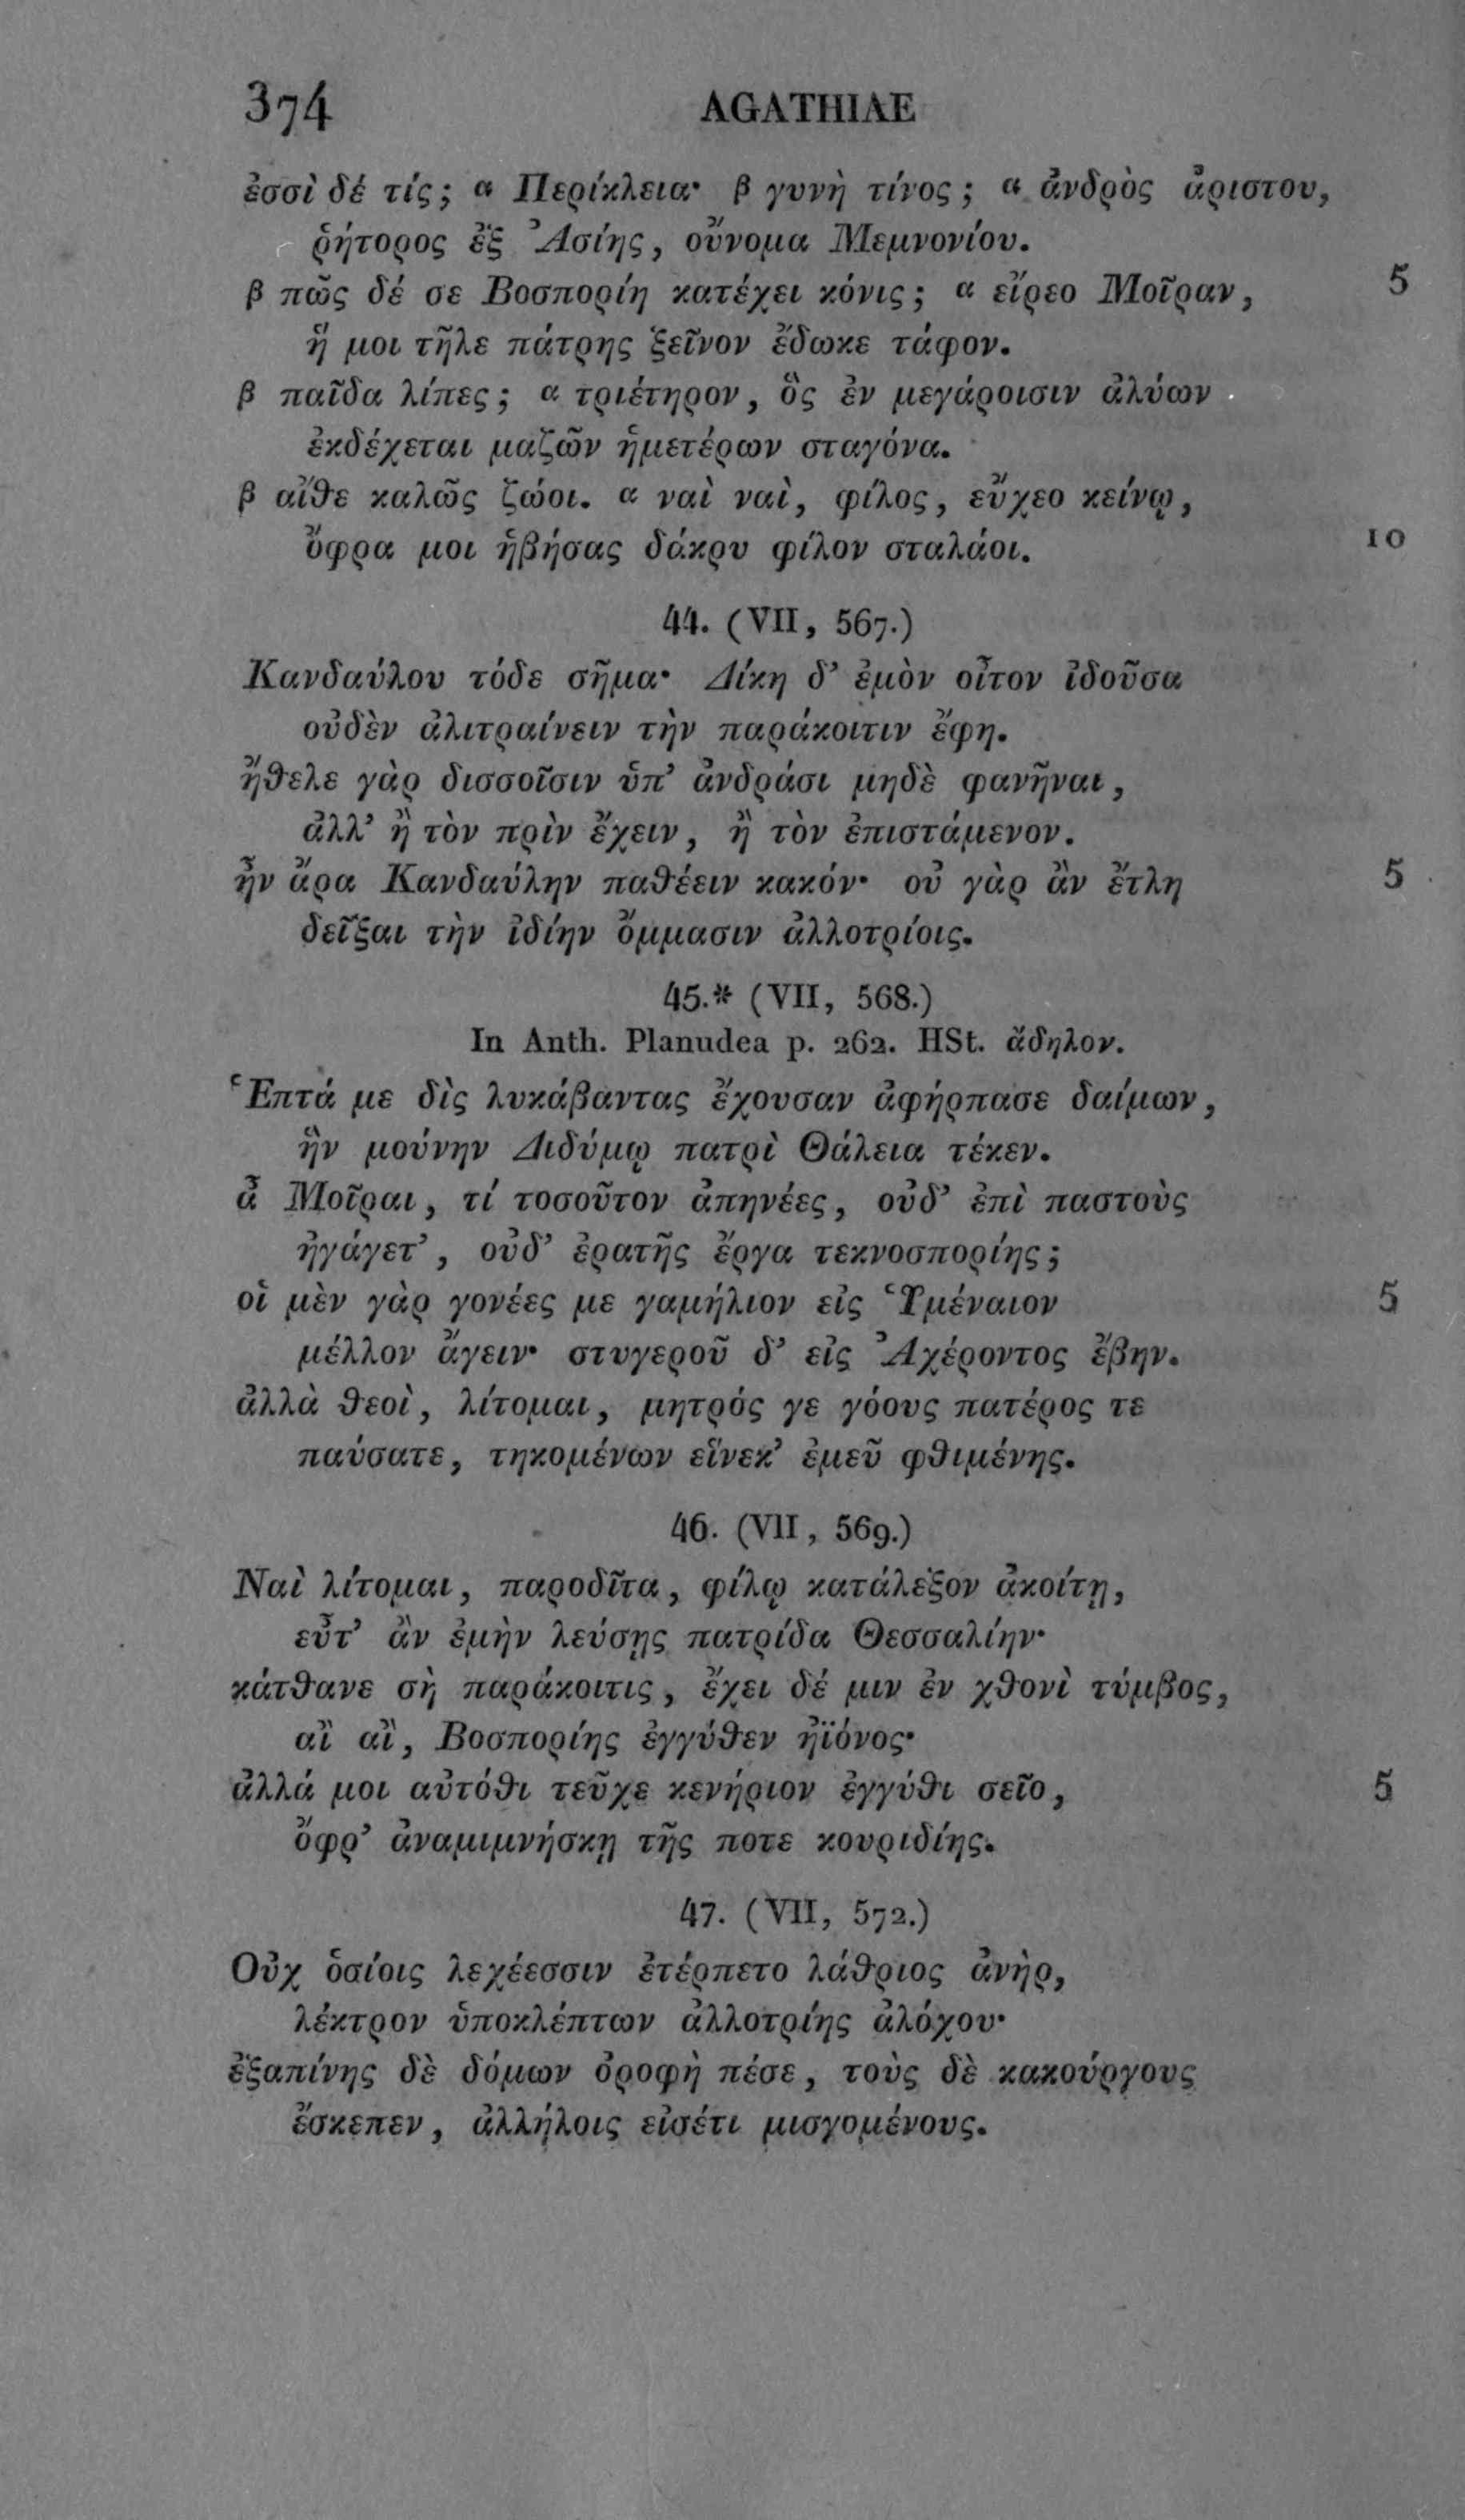 374 AGATHIAE
ἐσσὶ δέ τίς; α Περίκλεια· β γυνὴ τίνος; α ἀνδρὸς ἀρίστου,
ῥήτορος ἐξ Ἀσίης, οὔνομα Μεμνονίου.
β πῶς δέ σε Βοσπορίη κατέχει κόνις; α εἴρεο Μοῖραν, 5
ἥ μοι τῆλε πάτρης ξεῖνον ἔδωκε τάφον.
β παῖδα λίπες; α τριέτηρον, ὃς ἐν μεγάροισιν ἀλύων
ἐκδέχεται μαζῶν ἡμετέρων σταγόνα.
β αἴθε καλῶς ζώοι. α ναὶ ναὶ, φίλος, εὔχεο κείνῳ,
ὄφρα μοι ἡβήσας δάκρυ φίλον σταλάοι. 10
44. (VII, 567.)
Κανδαύλου τόδε σῆμα· Δίκη δ’ ἐμὸν οἶτον ἰδοῦσα
οὐδὲν ἀλιτραίνειν τὴν παράκοιτιν ἔφη.
ἤθελε γὰρ δισσοῖσιν ὑπ’ ἀνδράσι μηδὲ φανῆναι,
ἀλλ’ ἢ τὸν πρὶν ἔχειν, ἢ τὸν ἐπιστάμενον.
ἦν ἄρα Κανδαύλην παθέειν κακόν· οὐ γὰρ ἂν ἔτλη 5
δεῖξαι τὴν ἰδίην ὄμμασιν ἀλλοτρίοις.
45.* (VII, 568.)
In Anth. Planudea p. 262. HSt. ἄδηλον.
Ἑπτά με δὶς λυκάβαντας ἔχουσαν ἀφήρπασε δαίμων,
ἣν μούνην Διδύμῳ πατρὶ Θάλεια τέκεν.
ἆ Μοῖραι, τί τοσοῦτον ἀπηνέες, οὐδ’ ἐπὶ παστοὺς
ἠγάγετ’, οὐδ’ ἐρατῆς ἔργα τεκνοσπορίης;
οἱ μὲν γὰρ γονέες με γαμήλιον εἰς Ὑμέναιον 5
μέλλον ἄγειν· στυγεροῦ δ’ εἰς Ἀχέροντος ἔβην.
ἀλλὰ θεοὶ, λίτομαι, μητρός γε γόους πατέρος τε
παύσατε, τηκομένων εἵνεκ’ ἐμεῦ φθιμένης.
46. (VII, 569.)
Ναὶ λίτομαι, παροδῖτα, φίλῳ κατάλεξον ἀκοίτῃ,
εὖτ’ ἂν ἐμὴν λεύσῃς πατρίδα Θεσσαλίην·
κάτθανε σὴ παράκοιτις, ἔχει δέ μιν ἐν χθονὶ τύμβος,
αἲ αἲ, Βοσπορίης ἐγγύθεν ἠϊόνος·
ἀλλά μοι αὐτόθι τεῦχε κενήριον ἐγγύθι σεῖο, 5
ὄφρ’ ἀναμιμνήσκῃ τῆς ποτε κουριδίης.
47. (VII, 572.)
Οὐχ ὁσίοις λεχέεσσιν ἐτέρπετο λάθριος ἀνὴρ,
λέκτρον ὑποκλέπτων ἀλλοτρίης ἀλόχου·
ἐξαπίνης δὲ δόμων ὀροφὴ πέσε, τοὺς δὲ κακούργους
ἔσκεπεν, ἀλλήλοις εἰσέτι μισγομένους.